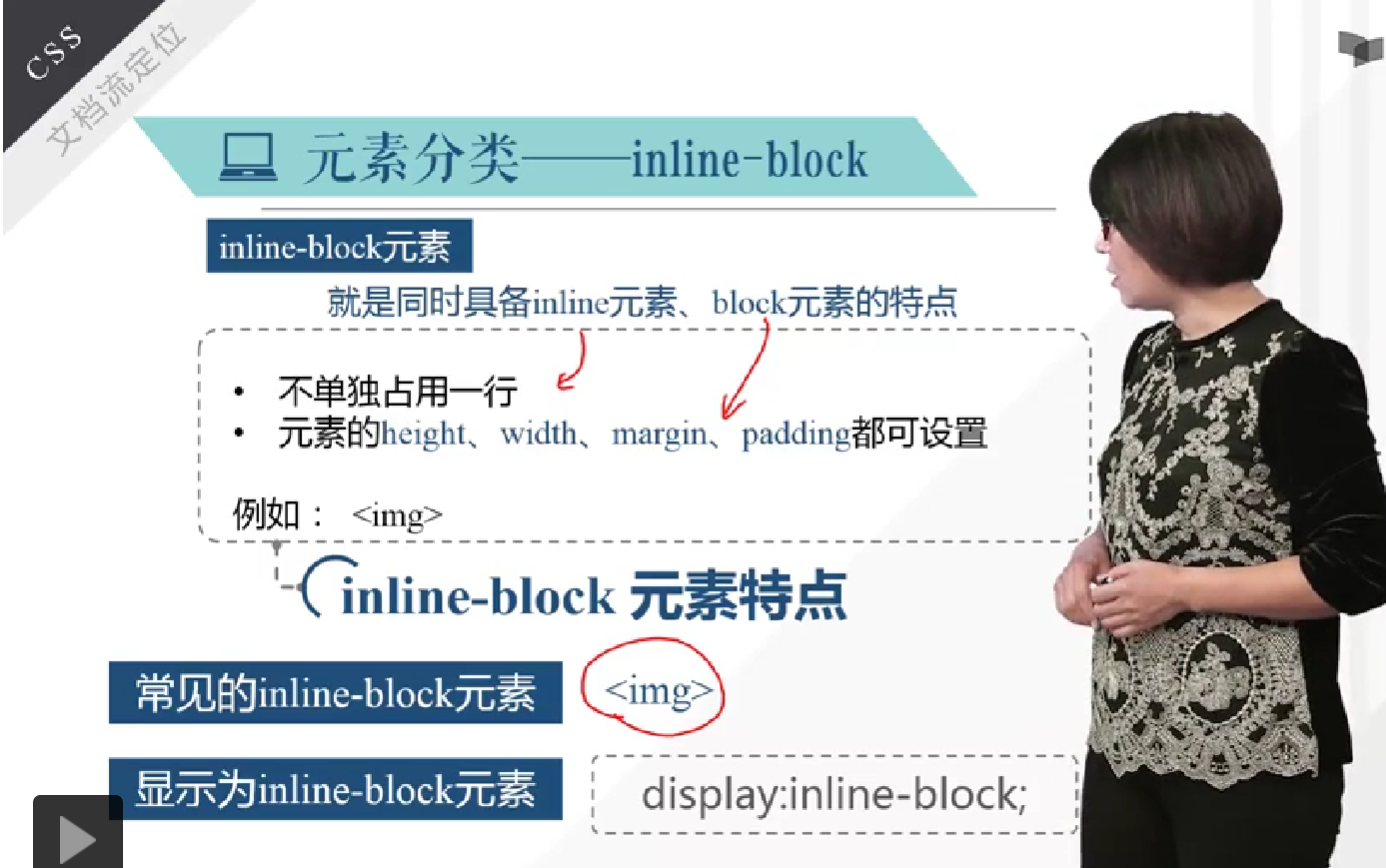 CSS
文档流定位
元素分类——inline-block
inline-block元素
就是同时具备inline元素、block元素的特点
• 不单独占用一行
• 元素的height、width、margin、padding都可设置
例如： <img>
inline-block 元素特点
常见的inline-block元素 <img>
显示为inline-block元素 display:inline-block;